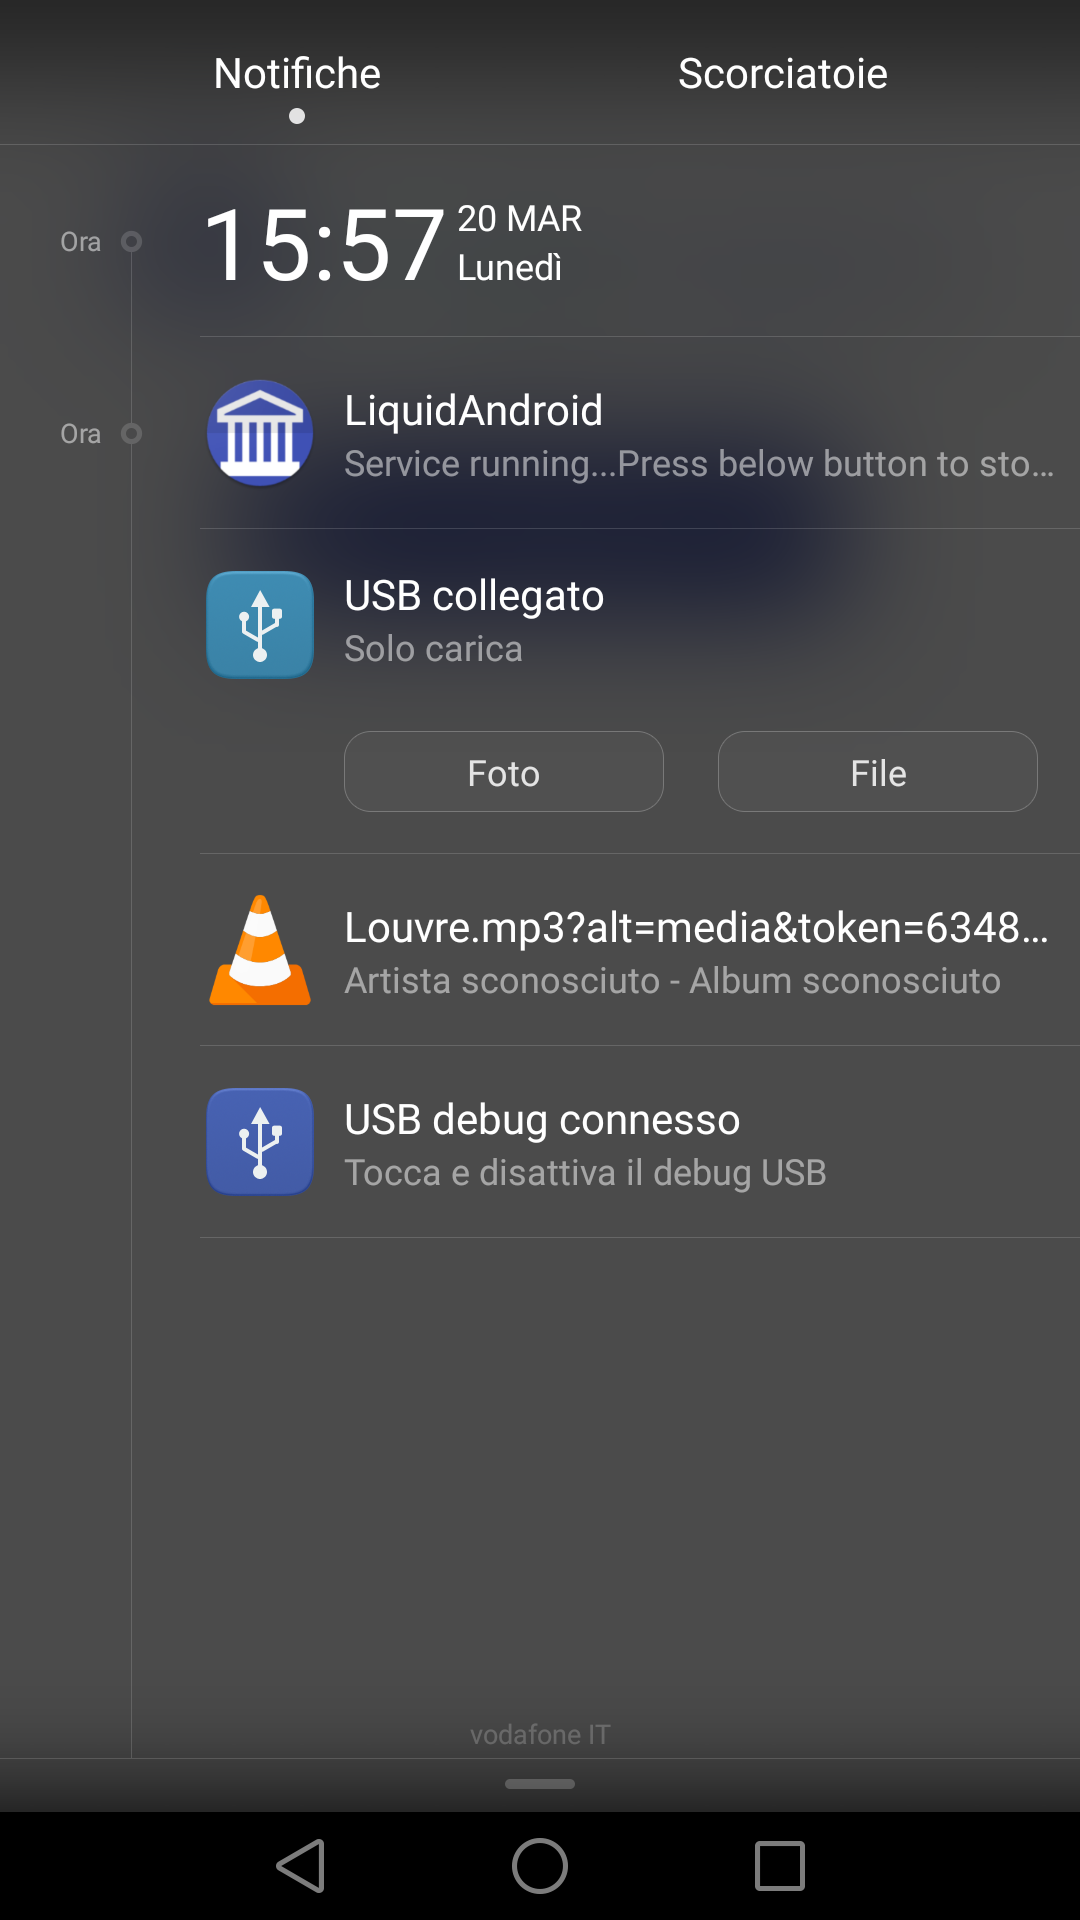 Notifiche
Scorciatoie
Ora
15:57
20 MAR
Lunedì
Ora
LiquidAndroid
Service running...Press below button to sto...
USB collegato
Solo carica
Foto
File
Louvre.mp3?alt=media&token=6348...
Artista sconosciuto - Album sconosciuto
USB debug connesso
Tocca e disattiva il debug USB
vodafone IT